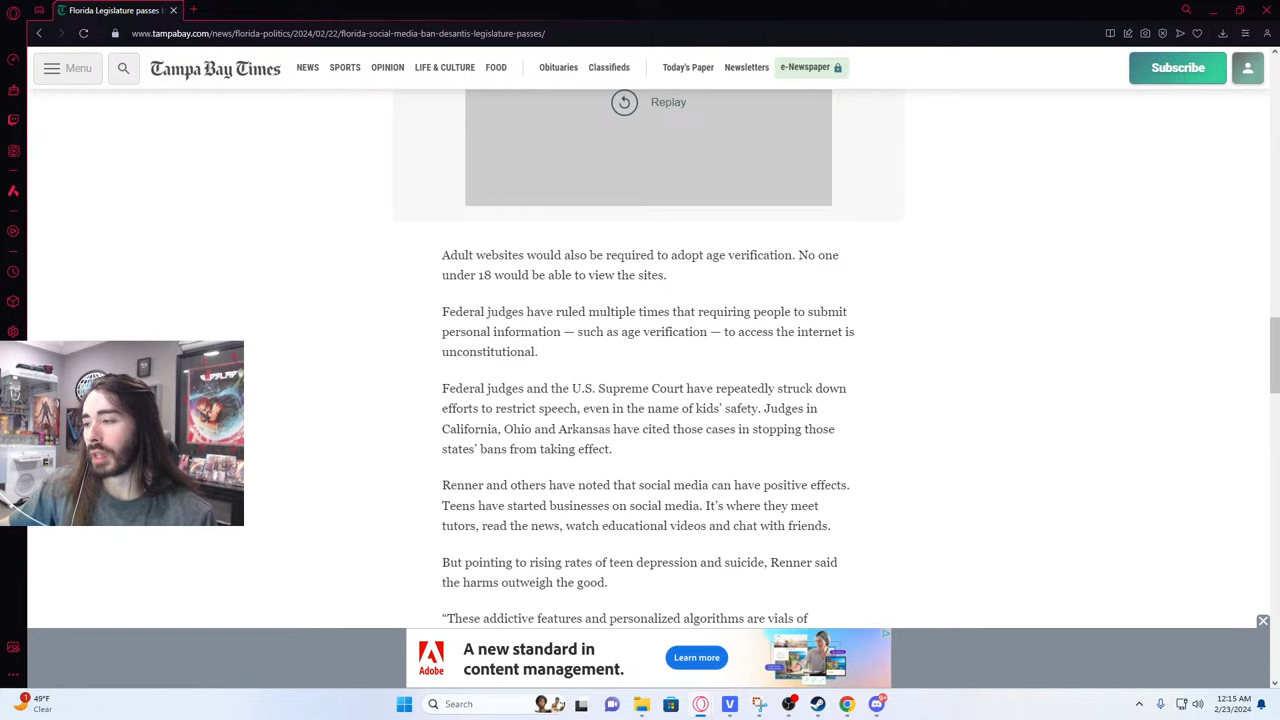 Florida Legislature passes b
www.tampabay.com/news/florida-politics/2024/02/22/florida-social-media-ban-desantis-legislature-passes/
Menu
Tampa Bay Times
NEWS SPORTS OPINION LIFE & CULTURE FOOD Obituaries Classifieds Today's Paper Newsletters e-Newspaper
Subscribe
Replay
Adult websites would also be required to adopt age verification. No one
under 18 would be able to view the sites.
Federal judges have ruled multiple times that requiring people to submit
personal information — such as age verification — to access the internet is
unconstitutional.
Federal judges and the U.S. Supreme Court have repeatedly struck down
efforts to restrict speech, even in the name of kids’ safety. Judges in
California, Ohio and Arkansas have cited those cases in stopping those
states’ bans from taking effect.
Renner and others have noted that social media can have positive effects.
Teens have started businesses on social media. It’s where they meet
tutors, read the news, watch educational videos and chat with friends.
But pointing to rising rates of teen depression and suicide, Renner said
the harms outweigh the good.
“These addictive features and personalized algorithms are vials of
Adobe
A new standard in
content management.
Learn more
1
49°F
Clear
Search
12:15 AM
2/23/2024